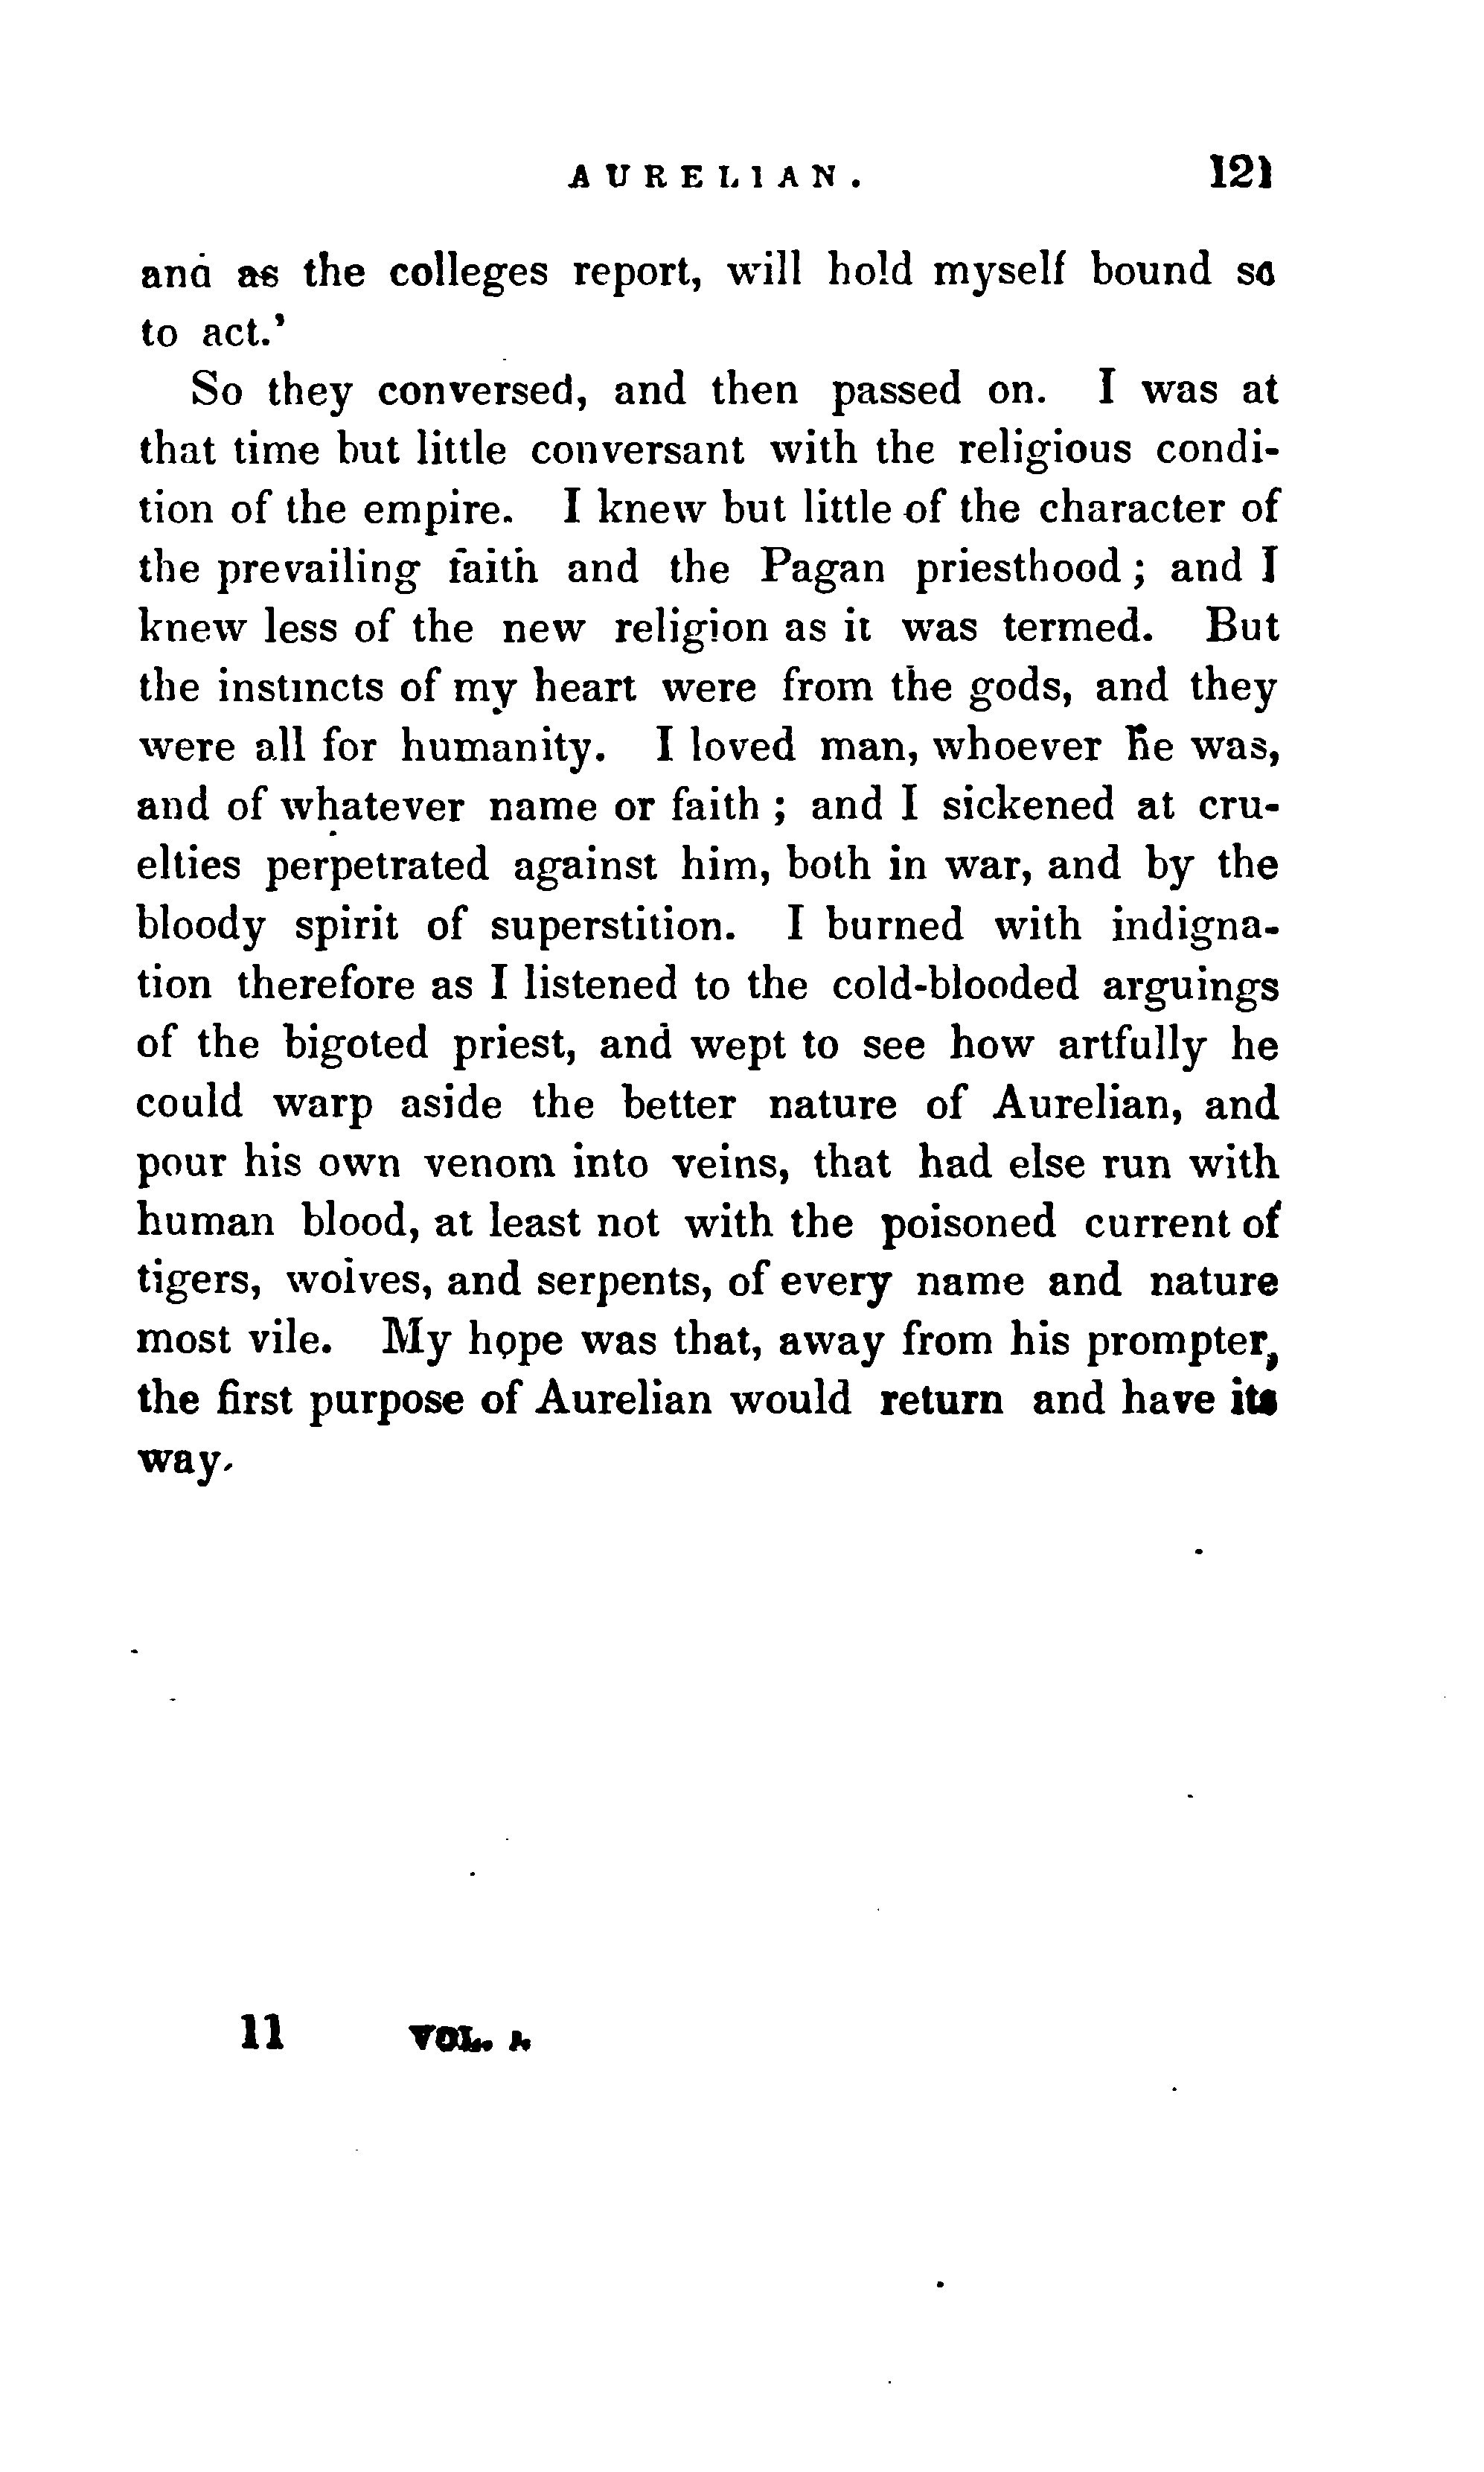 AURELIAN. 121
and as the colleges report, will hold myself bound so
to act.'
So they conversed, and then passed on. I was at
that time but little conversant with the religious condi-
tion of the empire. I knew but little of the character of
the prevailing faith and the Pagan priesthood; and I
knew less of the new religion as it was termed. But
the instincts of my heart were from the gods, and they
were all for humanity. I loved man, whoever he was,
and of whatever name or faith; and I sickened at cru-
elties perpetrated against him, both in war, and by the
bloody spirit of superstition. I burned with indigna-
tion therefore as I listened to the cold-blooded arguings
of the bigoted priest, and wept to see how artfully he
could warp aside the better nature of Aurelian, and
pour his own venom into veins, that had else run with
human blood, at least not with the poisoned current of
tigers, wolves, and serpents, of every name and nature
most vile. My hope was that, away from his prompter,
the first purpose of Aurelian would return and have its
way.
11 VOL. I.